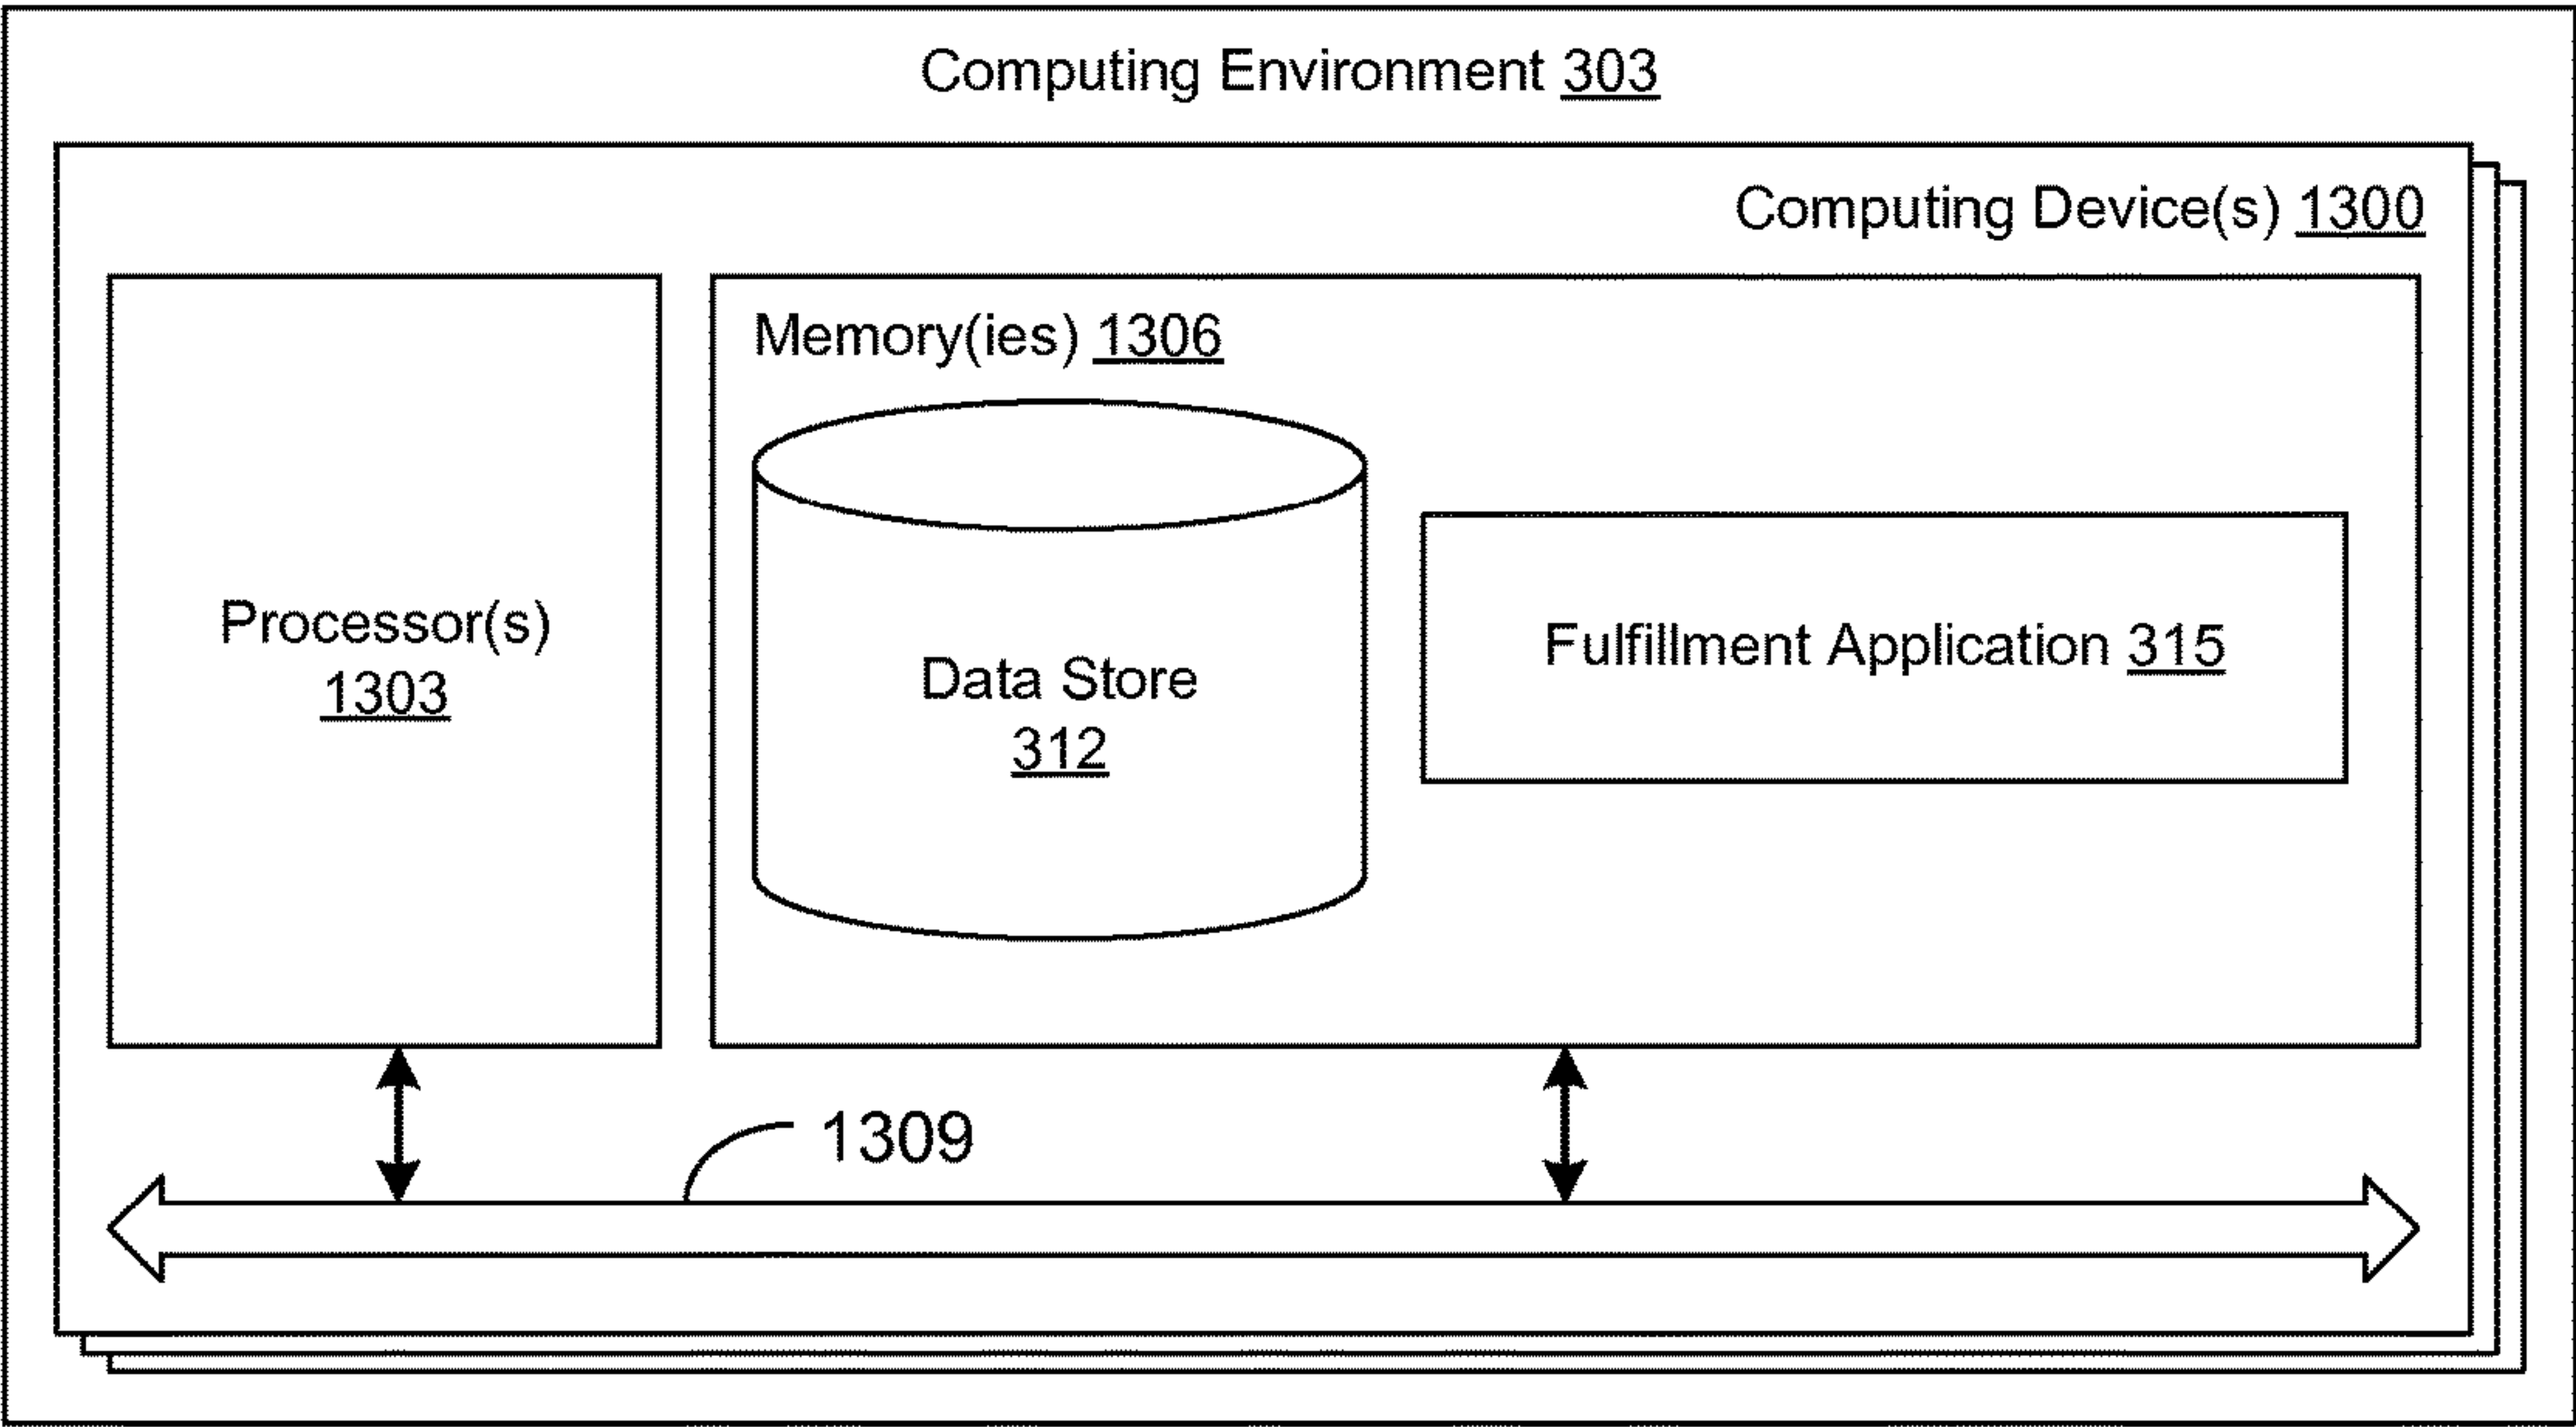 Computing Environment 303
Computing Device(s) 1300
Memory(ies) 1306
Processor(s)
1303
Data Store
312
Fulfillment Application 315
1309